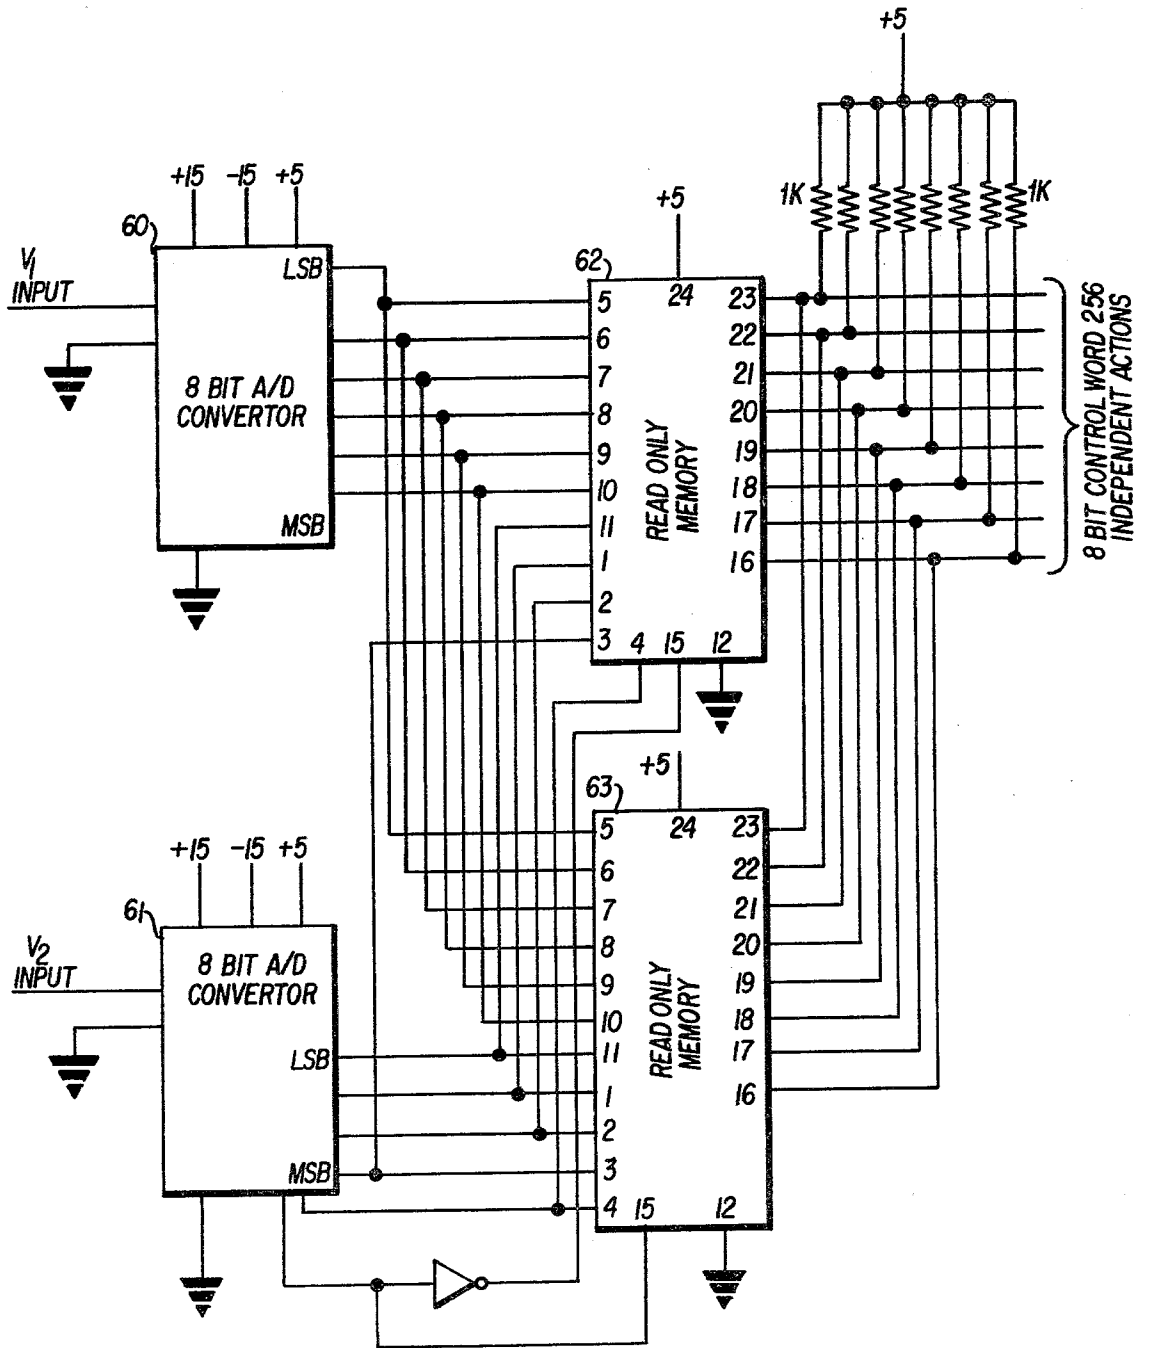 +5
1K
1K
+15 -15 +5
60
V1
INPUT
LSB
8 BIT A/D
CONVERTOR
MSB
+5
62
24
5
6
7
8
9
10
11
1
2
3
4 15 12
READ ONLY
MEMORY
23
22
21
20
19
18
17
16
8 BIT CONTROL WORD 256
INDEPENDENT ACTIONS
+15 -15 +5
61
V2
INPUT
8 BIT A/D
CONVERTOR
LSB
MSB
+5
63
24
5
6
7
8
9
10
11
1
2
3
4
15 12
READ ONLY
MEMORY
23
22
21
20
19
18
17
16